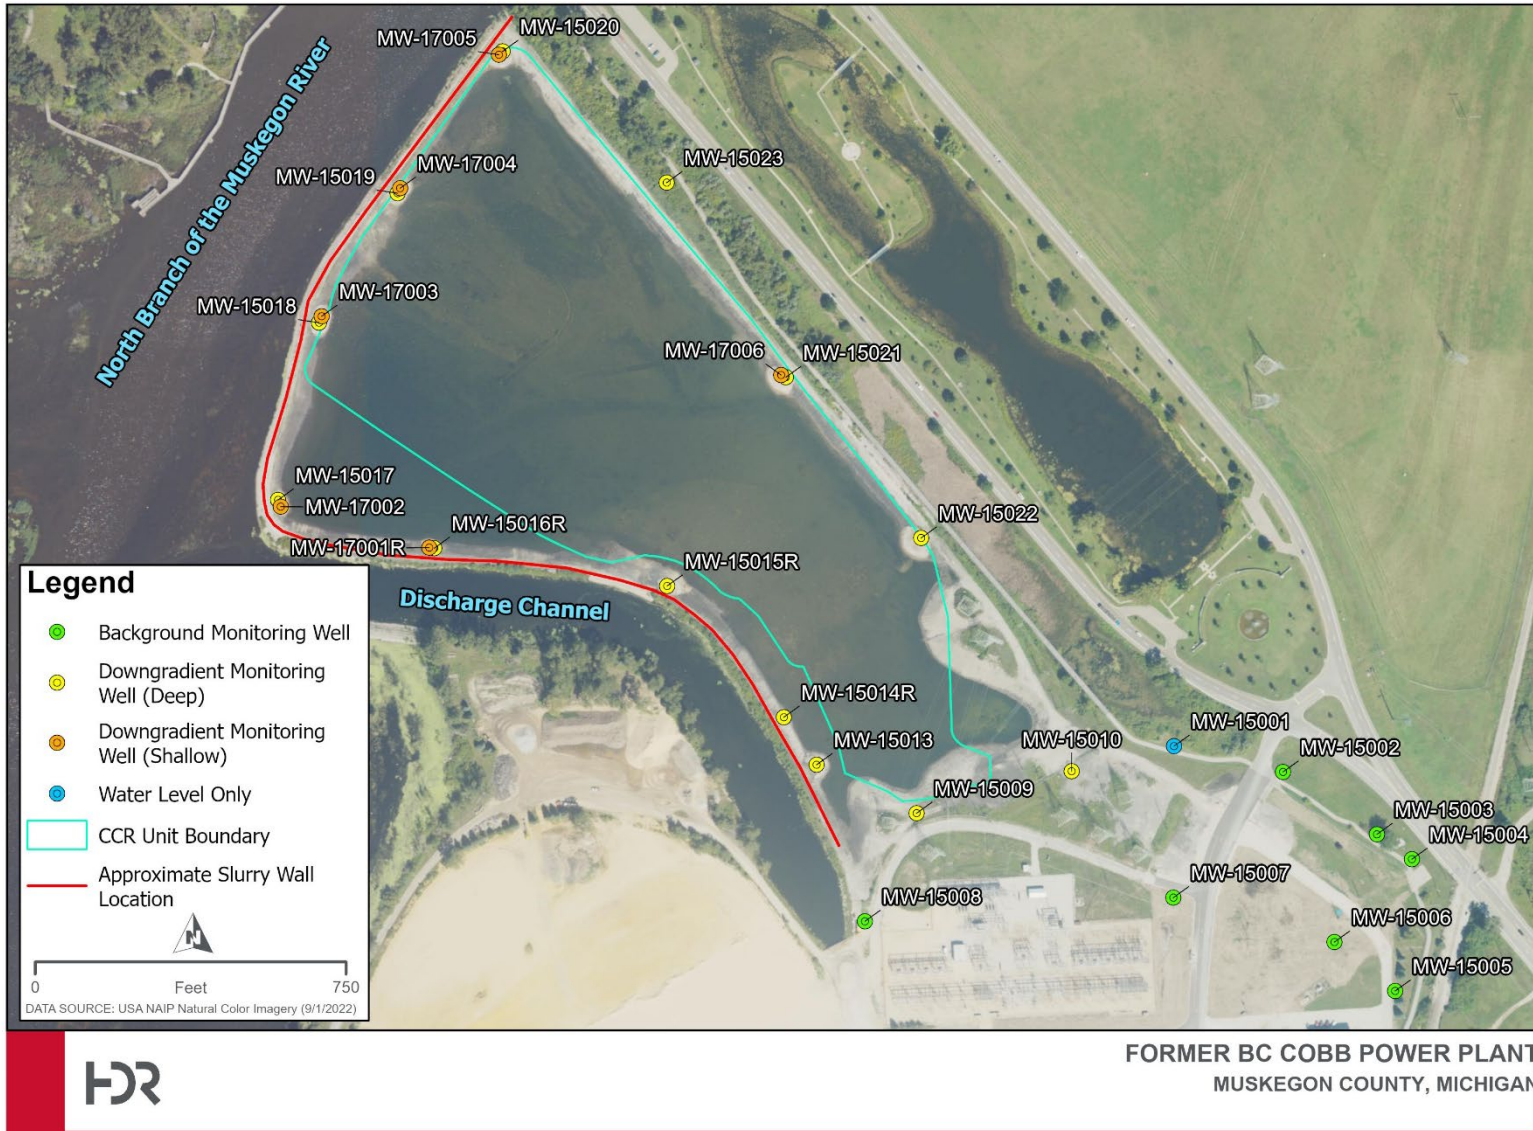 MW-17005
MW-15020
North Branch of the Muskegon River
MW-15023
MW-17004
MW-15019
MW-17003
MW-15018
MW-17006
MW-15021
MW-15017
MW-17002
MW-15022
MW-15016R
MW-17001R
MW-15015R
Discharge Channel
MW-15014R
MW-15001
MW-15013
MW-15010
MW-15002
MW-15009
MW-15003
MW-15004
MW-15007
MW-15008
MW-15006
MW-15005
Legend
Background Monitoring Well
Downgradient Monitoring
Well (Deep)
Downgradient Monitoring
Well (Shallow)
Water Level Only
CCR Unit Boundary
Approximate Slurry Wall
Location
N
0 Feet 750
DATA SOURCE: USA NAIP Natural Color Imagery (9/1/2022)
HDR
FORMER BC COBB POWER PLANT
MUSKEGON COUNTY, MICHIGAN